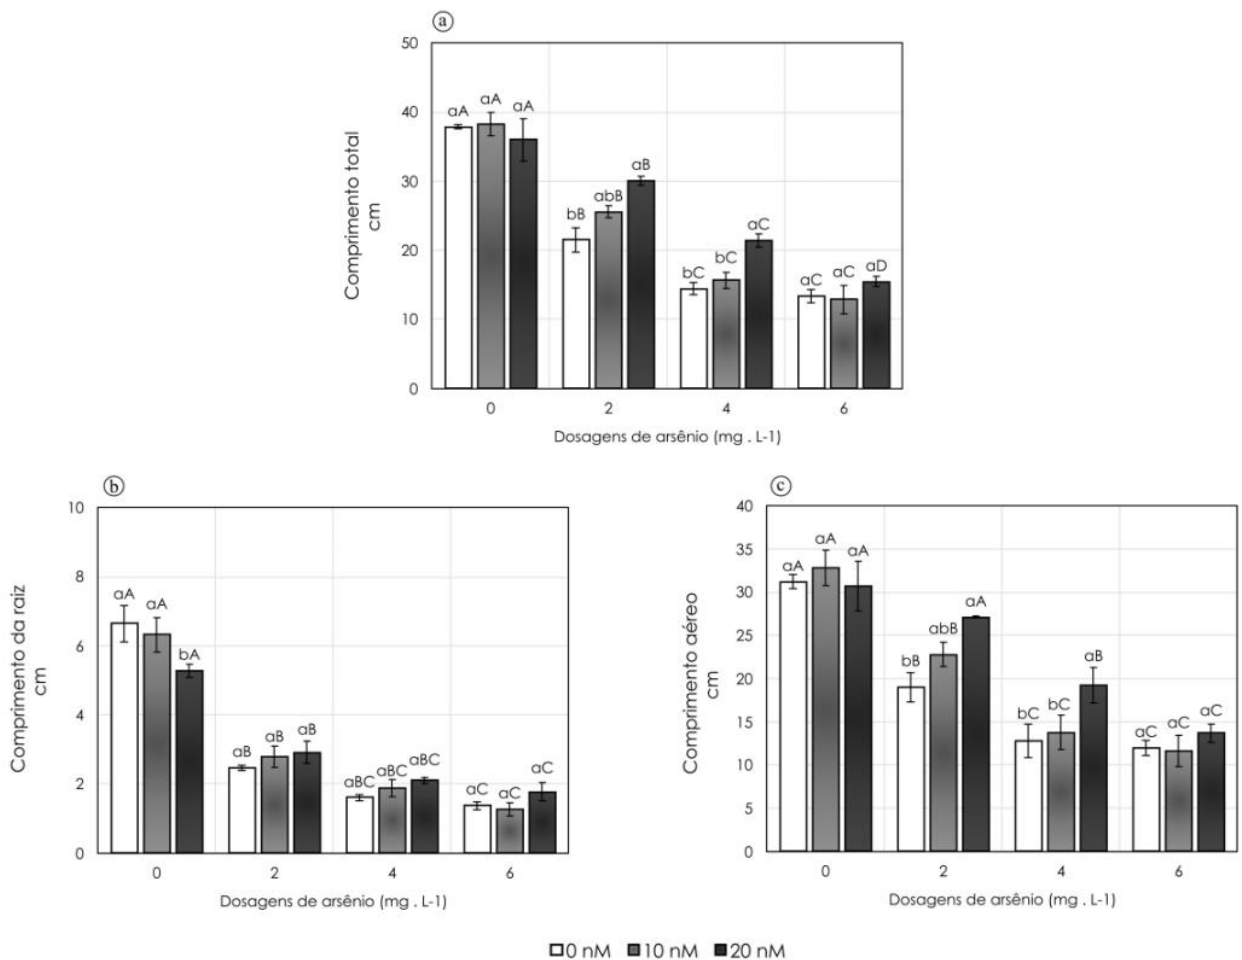 a
50
40
30
20
10
0
Comprimento total
cm
aA aA aA
bB abB aB
bC bC aC
aC aC aD
0 2 4 6
Dosagens de arsênio (mg . L-1)
b
10
8
6
4
2
0
Comprimento da raiz
cm
aA aA bA
aB aB aB
aBC aBC aBC
aC aC aC
0 2 4 6
Dosagens de arsênio (mg . L-1)
c
40
35
30
25
20
15
10
5
0
Comprimento aéreo
cm
aA aA aA
bB abB aA
bC bC aB
aC aC aC
0 2 4 6
Dosagens de arsênio (mg . L-1)
0 nM 10 nM 20 nM